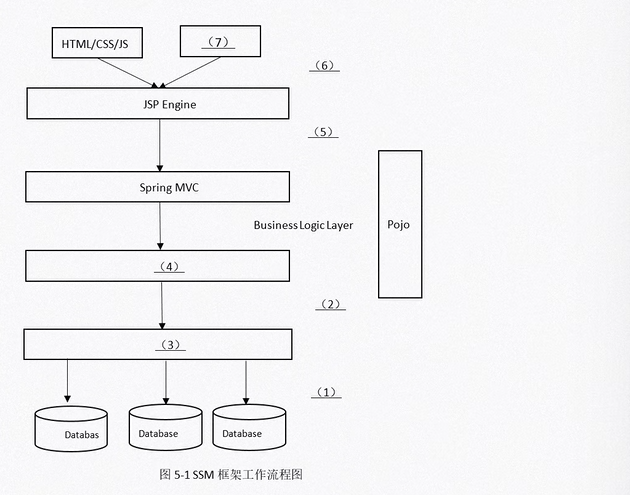 HTML/CSS/JS
（7）
（6）
JSP Engine
（5）
Spring MVC
Business Logic Layer
Pojo
（4）
（2）
（3）
（1）
Databas
Database
Database
图 5-1 SSM 框架工作流程图